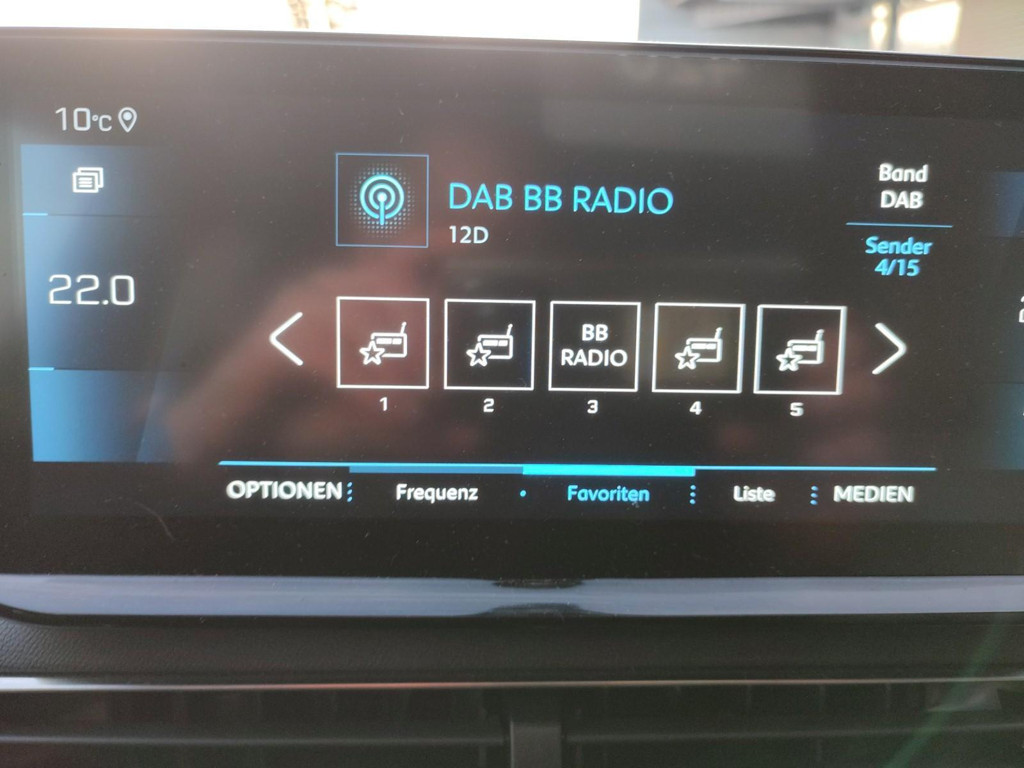 10°C
22.0
DAB BB RADIO
12D
Band
DAB
Sender
4/15
BB
RADIO
1 2 3 4 5
OPTIONEN Frequenz Favoriten Liste MEDIEN